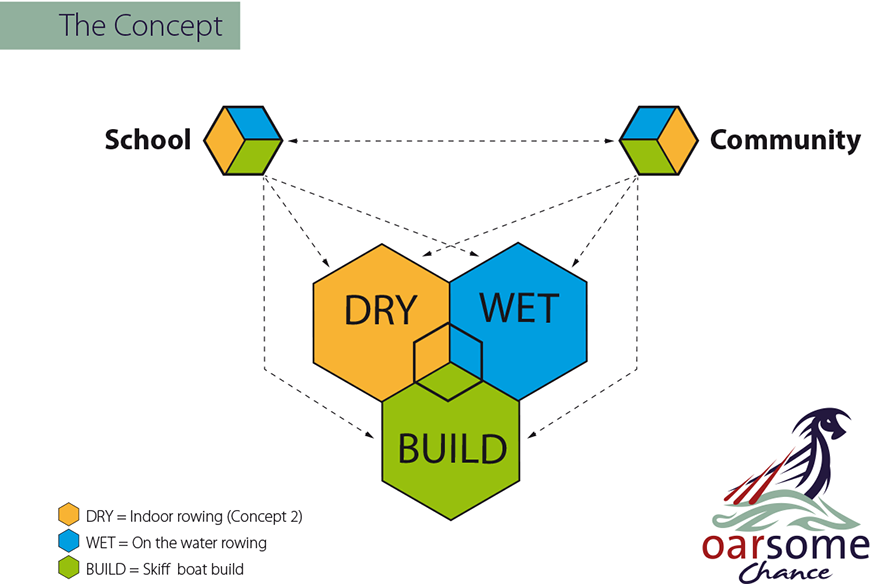 The Concept
School
Community
DRY
WET
BUILD
DRY = Indoor rowing (Concept 2)
WET = On the water rowing
BUILD = Skiff boat build
oarsome
Chance